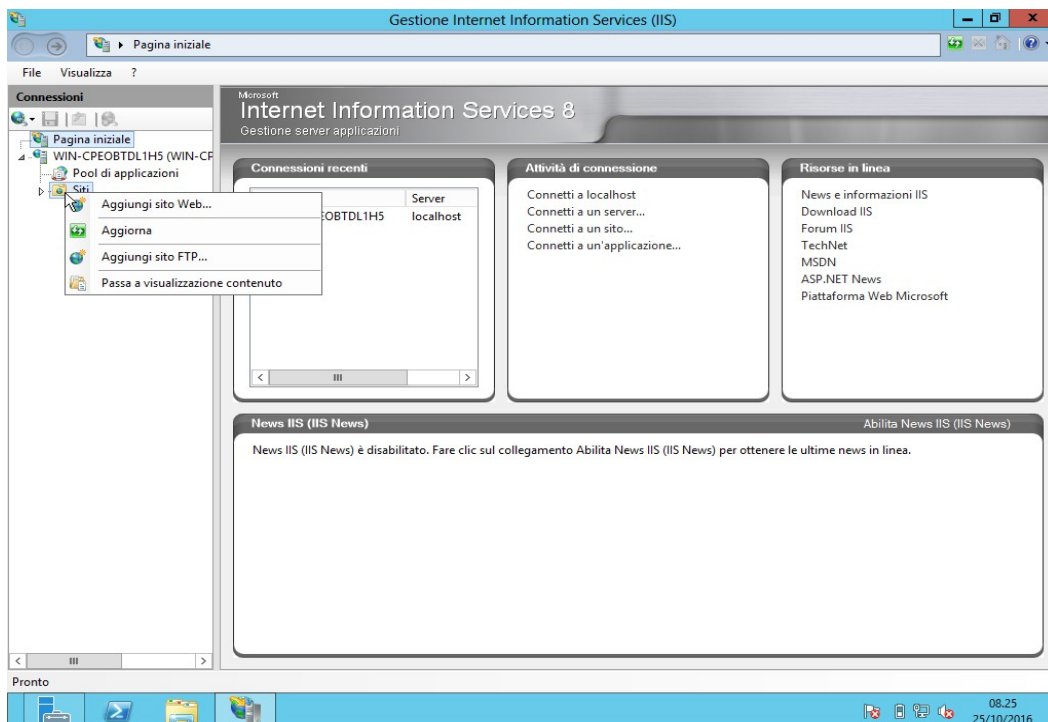 Gestione Internet Information Services (IIS)
Pagina iniziale
File Visualizza ?
Connessioni
Pagina iniziale
WIN-CPEOBTDL1H5 (WIN-CP
Pool di applicazioni
Siti
Aggiungi sito Web...
Aggiorna
Aggiungi sito FTP...
Passa a visualizzazione contenuto
Microsoft
Internet Information Services 8
Gestione server applicazioni
Connessioni recenti
Server
EOBTDL1H5 localhost
Attività di connessione
Connetti a localhost
Connetti a un server...
Connetti a un sito...
Connetti a un'applicazione...
Risorse in linea
News e informazioni IIS
Download IIS
Forum IIS
TechNet
MSDN
ASP.NET News
Piattaforma Web Microsoft
News IIS (IIS News)
Abilita News IIS (IIS News)
News IIS (IIS News) è disabilitato. Fare clic sul collegamento Abilita News IIS (IIS News) per ottenere le ultime news in linea.
Pronto
08.25
25/10/2016